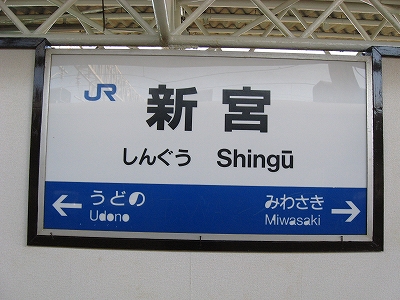 JR 新宮
しんぐう Shingū
← うどの みわさき →
Udono Miwasaki